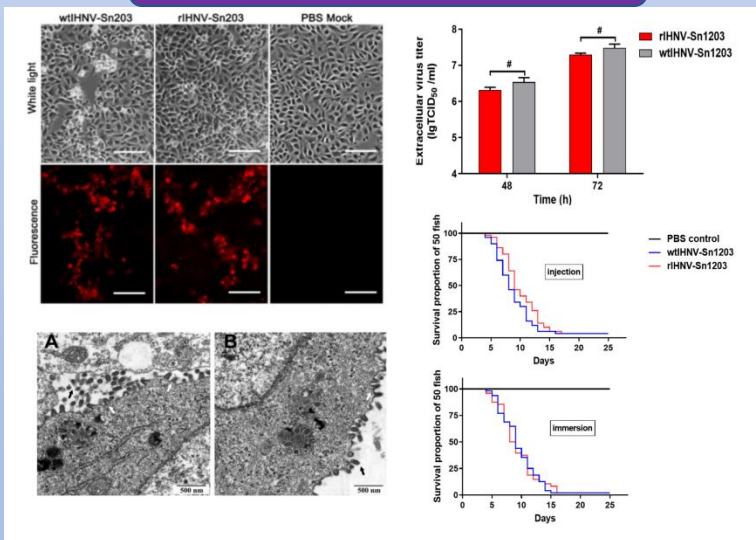 wtIHNV-Sn203 rIHNV-Sn203 PBS Mock
White light
Fluorescence
A
500 nm
B
500 nm
Extracellular virus titer
(lgTCID50 /ml)
8
7
6
5
4
#
#
48 72
Time (h)
rIHNV-Sn1203
wtIHNV-Sn1203
Survival proportion of 50 fish
100
75
50
25
0
injection
0 5 10 15 20 25
Days
PBS control
wtIHNV-Sn1203
rIHNV-Sn1203
Survival proportion of 50 fish
100
75
50
25
0
immersion
0 5 10 15 20 25
Days